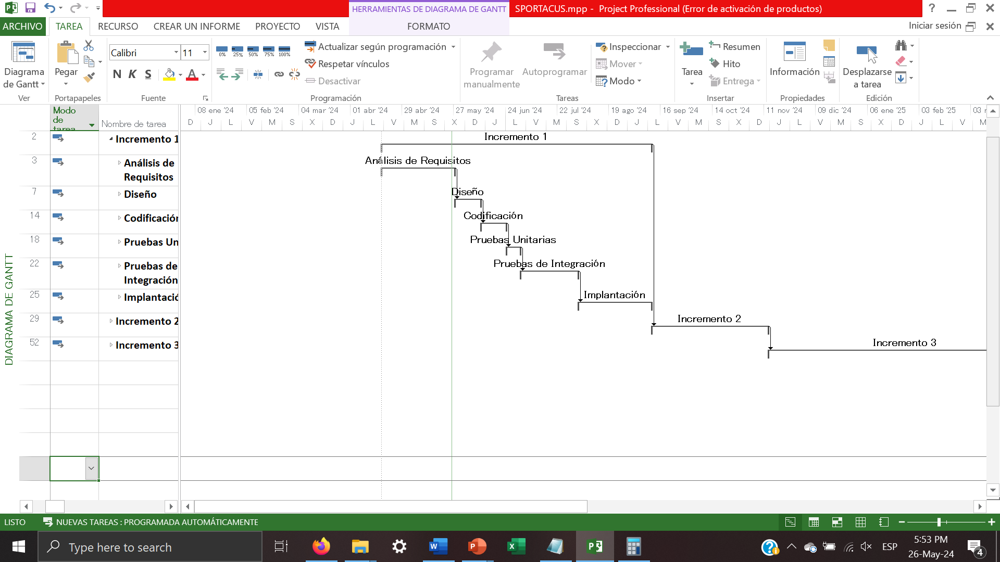 HERRAMIENTAS DE DIAGRAMA DE GANTT
SPORTACUS.mpp - Project Professional (Error de activación de productos)
ARCHIVO TAREA RECURSO CREAR UN INFORME PROYECTO VISTA FORMATO
Iniciar sesión
Diagrama de Gantt
Ver
Pegar
Portapapeles
Calibri 11
N K S
Fuente
0% 25% 50% 75% 100%
Actualizar según programación
Respetar vínculos
Desactivar
Programación
Programar manualmente
Autoprogramar
Inspeccionar
Mover
Modo
Tareas
Tarea
Resumen
Hito
Entrega
Insertar
Información
Propiedades
Desplazarse a tarea
Edición
Modo de tarea
Nombre de tarea
08 ene '24 05 feb '24 04 mar '24 01 abr '24 29 abr '24 27 may '24 24 jun '24 22 jul '24 19 ago '24 16 sep '24 14 oct '24 11 nov '24 09 dic '24 06 ene '25 03 feb '25 03
D J L V M S X D J L V M S X D J L V M S X D J L V M S X D J L V M S X D J L V M
2 Incremento 1
3 Análisis de Requisitos
7 Diseño
14 Codificación
18 Pruebas Un
22 Pruebas de Integración
25 Implantació
29 Incremento 2
52 Incremento 3
Incremento 1
Análisis de Requisitos
Diseño
Codificación
Pruebas Unitarias
Pruebas de Integración
Implantación
Incremento 2
Incremento 3
DIAGRAMA DE GANTT
LISTO NUEVAS TAREAS : PROGRAMADA AUTOMÁTICAMENTE
Type here to search
ESP
5:53 PM
26-May-24
4